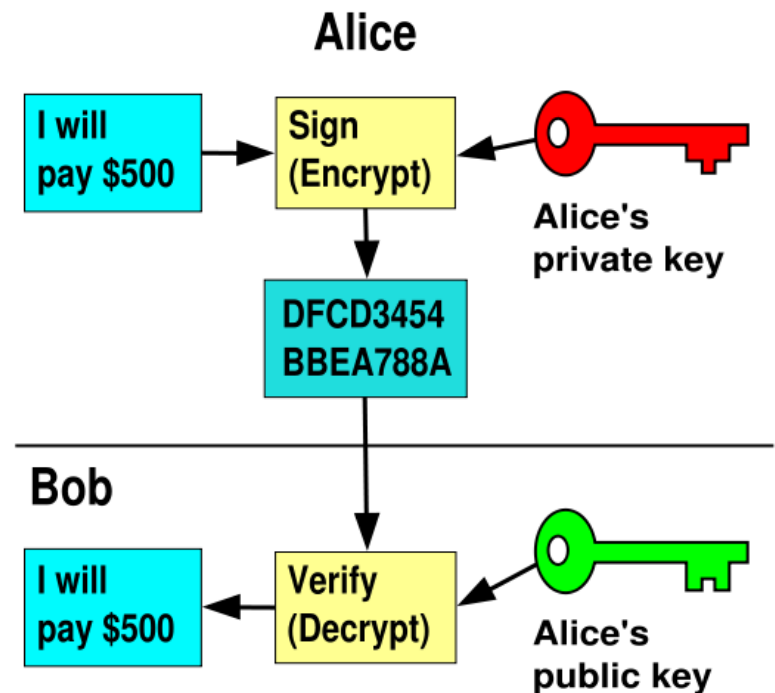 Alice
I will
pay $500
Sign
(Encrypt)
Alice's
private key
DFCD3454
BBEA788A
Bob
I will
pay $500
Verify
(Decrypt)
Alice's
public key